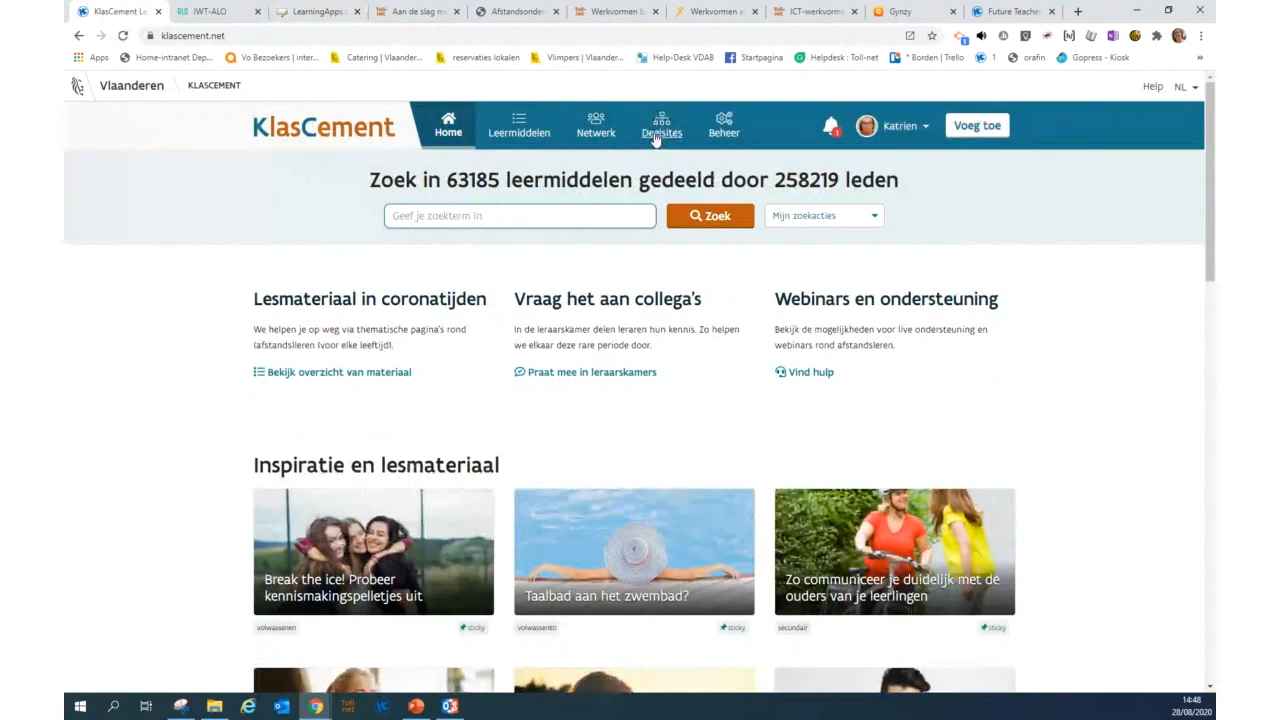 KlasCement Le
IWT-ALO
LearningApps.
Aan de slag m
Afstandsonder
Werkvormen b
Werkvormen a
ICT-werkvorme
Gynzy
Future Teacher
klascement.net
Apps
Home-intranet Dep...
Vo Bezoekers | inter...
Catering | Vlaander...
reservaties lokalen
Vlimpers | Vlaander...
Help-Desk VDAB
Startpagina
Helpdesk : Toll-net
* Borden | Trello
1
orafin
Gopress - Kiosk
»
Vlaanderen
KLASCEMENT
Help
NL
KlasCement
Home
Leermiddelen
Netwerk
Deelsites
Beheer
1
Katrien
Voeg toe
Zoek in 63185 leermiddelen gedeeld door 258219 leden
Geef je zoekterm in
Zoek
Mijn zoekacties
Lesmateriaal in coronatijden
We helpen je op weg via thematische pagina's rond
(afstands)leren (voor elke leeftijd).
Bekijk overzicht van materiaal
Vraag het aan collega's
In de leraarskamer delen leraren hun kennis. Zo helpen
we elkaar deze rare periode door.
Praat mee in leraarskamers
Webinars en ondersteuning
Bekijk de mogelijkheden voor live ondersteuning en
webinars rond afstandsleren.
Vind hulp
Inspiratie en lesmateriaal
Break the ice! Probeer
kennismakingspelletjes uit
volwassenen
sticky
Taalbad aan het zwembad?
volwassenen
sticky
Zo communiceer je duidelijk met de
ouders van je leerlingen
secundair
sticky
Toll
net
14:48
28/08/2020